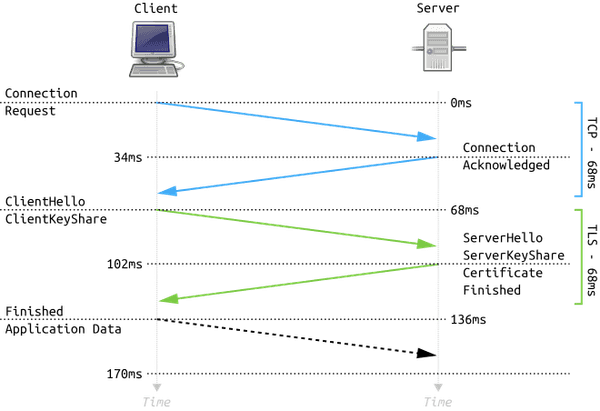 Client
Server
Connection
Request
0ms
34ms
Connection
Acknowledged
TCP - 68ms
ClientHello
ClientKeyShare
68ms
102ms
ServerHello
ServerKeyShare
Certificate
Finished
TLS - 68ms
Finished
Application Data
136ms
170ms
Time
Time